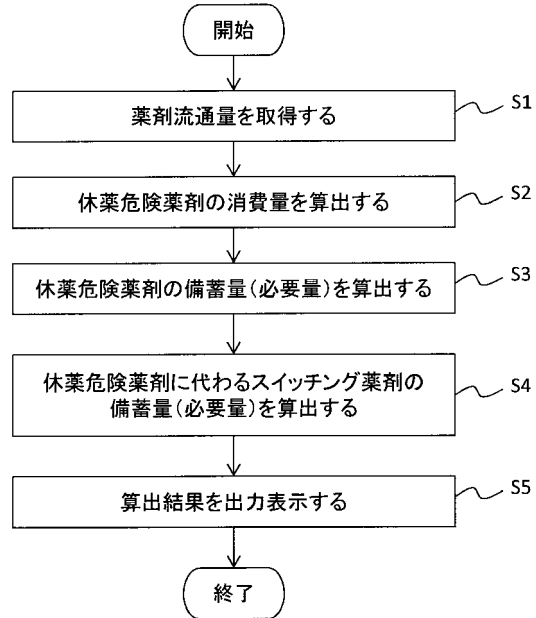 開始
薬剤流通量を取得する
S1
休薬危険薬剤の消費量を算出する
S2
休薬危険薬剤の備蓄量(必要量)を算出する
S3
休薬危険薬剤に代わるスイッチング薬剤の
備蓄量(必要量)を算出する
S4
算出結果を出力表示する
S5
終了